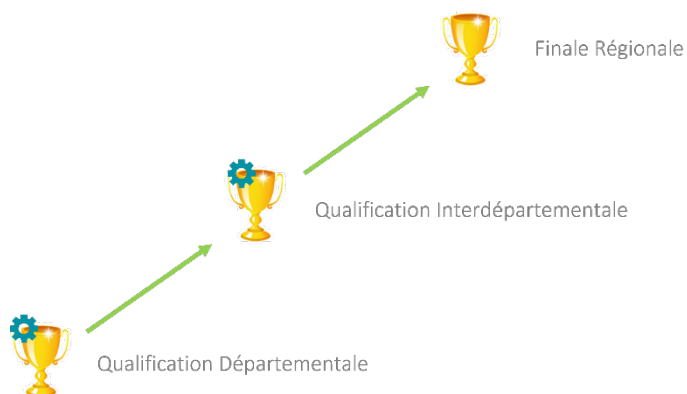 Finale Régionale
Qualification Interdépartementale
Qualification Départementale